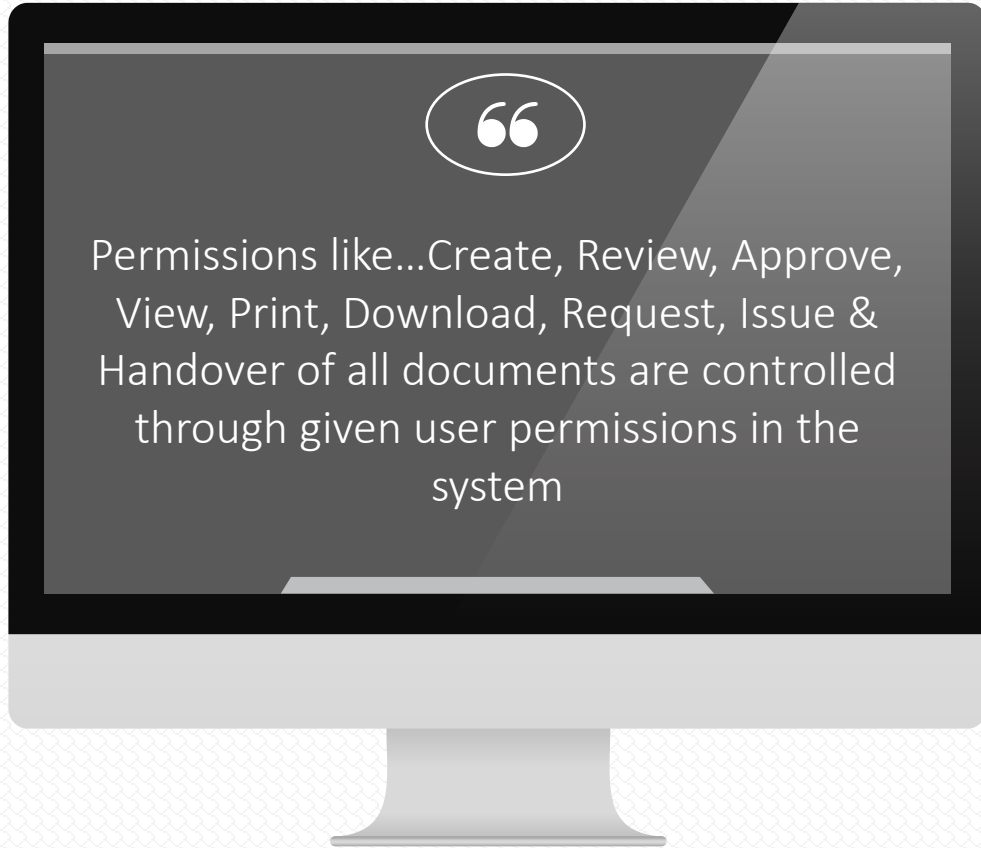 “
Permissions like...Create, Review, Approve,
View, Print, Download, Request, Issue &
Handover of all documents are controlled
through given user permissions in the
system